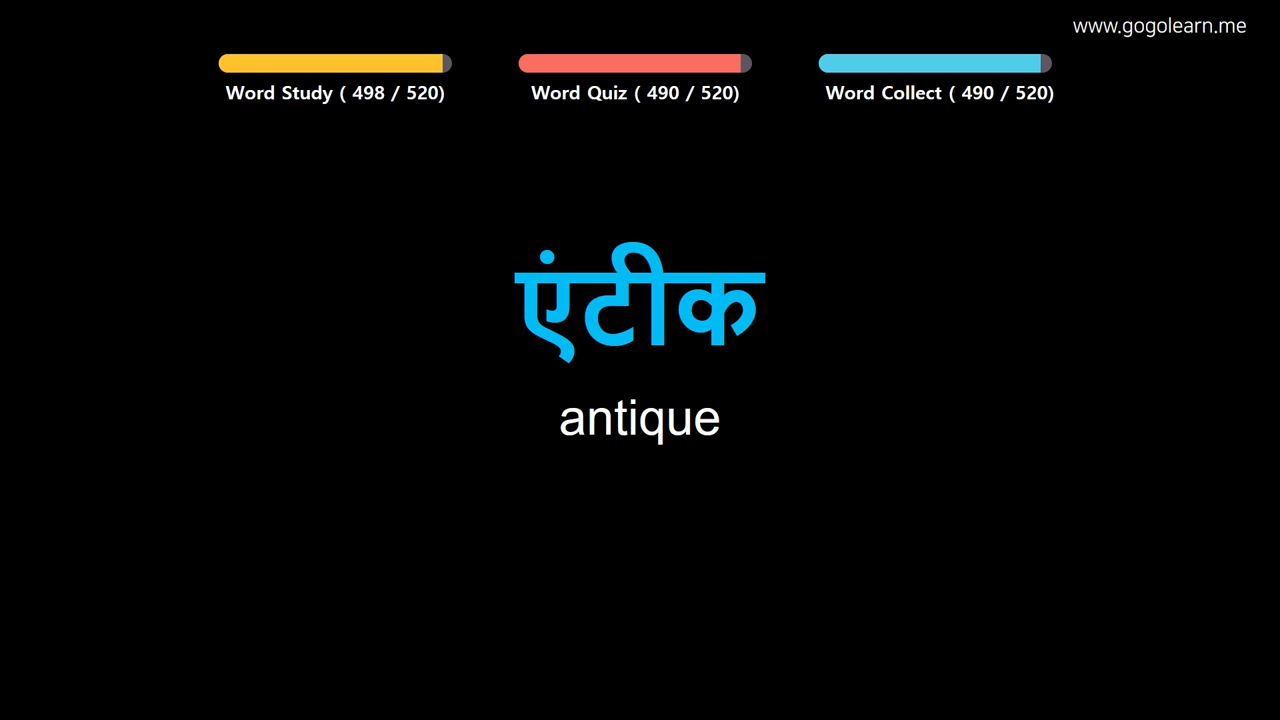 www.gogolearn.me
Word Study ( 498 / 520)
Word Quiz ( 490 / 520)
Word Collect ( 490 / 520)
एंटीक
antique